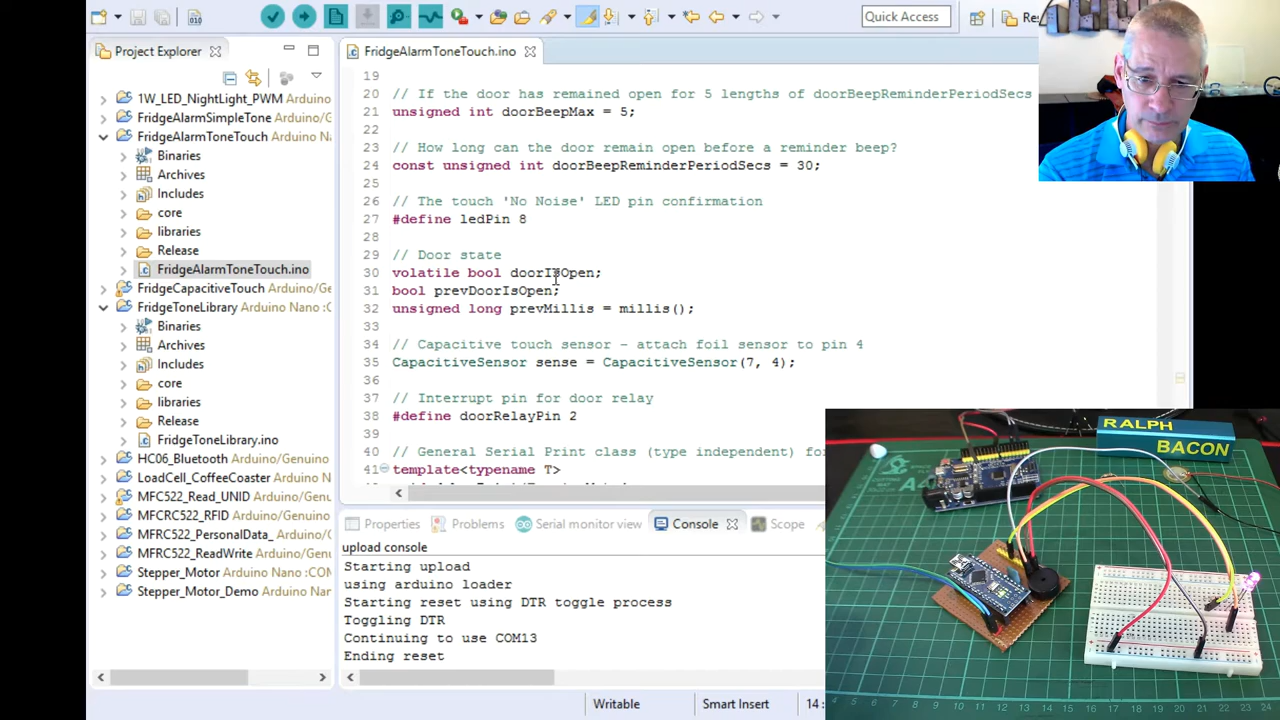 Quick Access
Project Explorer
1W_LED_NightLight_PWM Arduino
FridgeAlarmSimpleTone Arduino
FridgeAlarmToneTouch Arduino N
Binaries
Archives
Includes
core
libraries
Release
FridgeAlarmToneTouch.ino
FridgeCapacitiveTouch Arduino/
FridgeToneLibrary Arduino Nano :
Binaries
Archives
Includes
core
libraries
Release
FridgeToneLibrary.ino
HC06_Bluetooth Arduino/Genuin
LoadCell_CoffeeCoaster Arduino/
MFC522_Read_UNID Arduino/Gen
MFCRC522_RFID Arduino/Genuin
MFRC522_PersonalData_ Arduino/
MFRC522_ReadWrite Arduino/Gen
Stepper_Motor Arduino Nano :CO
Stepper_Motor_Demo Arduino/Gen
FridgeAlarmToneTouch.ino
19
20 // If the door has remained open for 5 lengths of doorBeepReminderPeriodSecs
21 unsigned int doorBeepMax = 5;
22
23 // How long can the door remain open before a reminder beep?
24 const unsigned int doorBeepReminderPeriodSecs = 30;
25
26 // The touch 'No Noise' LED pin confirmation
27 #define ledPin 8
28
29 // Door state
30 volatile bool doorIsOpen;
31 bool prevDoorIsOpen;
32 unsigned long prevMillis = millis();
33
34 // Capacitive touch sensor - attach foil sensor to pin 4
35 CapacitiveSensor sense = CapacitiveSensor(7, 4);
36
37 // Interrupt pin for door relay
38 #define doorRelayPin 2
39
40 // General Serial Print class (type independent) fo
41 template<typename T>
Properties Problems Serial monitor view Console Scope
upload console
Starting upload
using rduino loader
Starting reset using DTR toggle process
Toggling DTR
Continuing to use COM13
Ending reset
Writable Smart Insert 14 :
RALPH
BACON